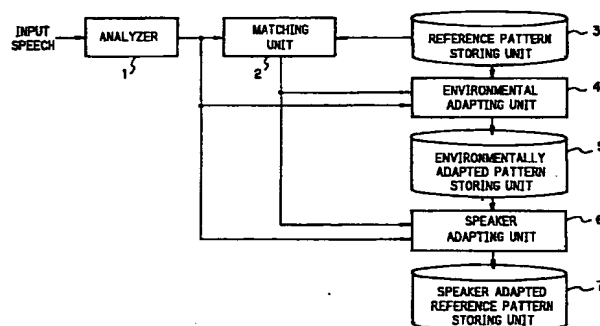 INPUT
SPEECH
ANALYZER
1
MATCHING
UNIT
2
REFERENCE PATTERN
STORING UNIT
3
ENVIRONMENTAL
ADAPTING UNIT
4
ENVIRONMENTALLY
ADAPTED PATTERN
STORING UNIT
5
SPEAKER
ADAPTING UNIT
6
SPEAKER ADAPTED
REFERENCE PATTERN
STORING UNIT
7